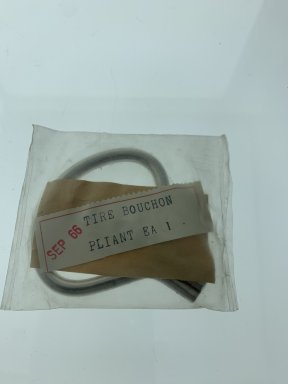 TIRE BOUCHON
SEP 66
PLIANT EA 1